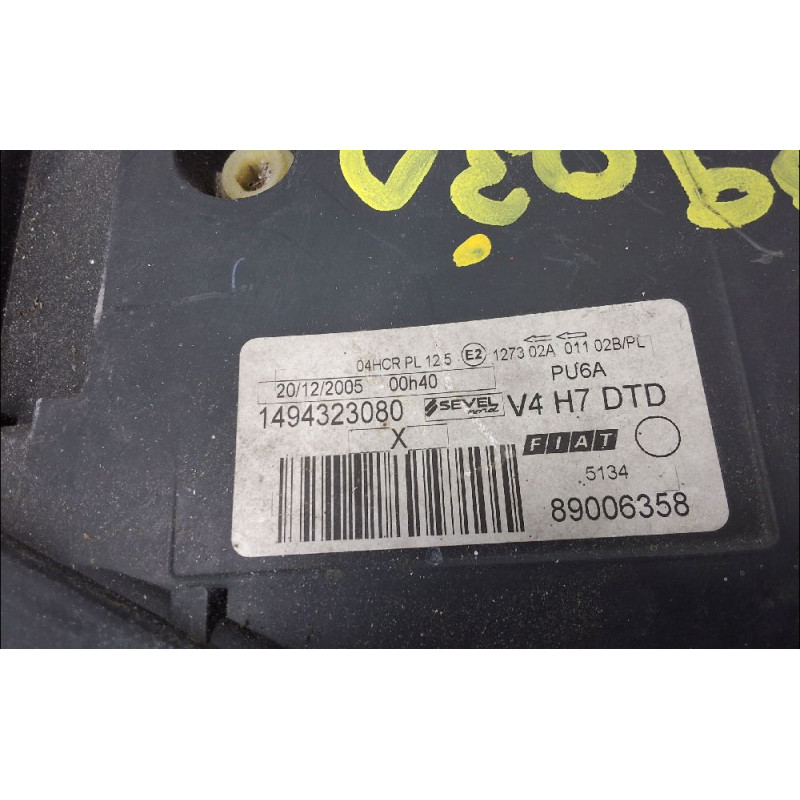 04HCR PL 12.5 E2 1273 02A 011 02B/PL
20/12/2005 00h40 PU6A
1494323080 SEVEL V4 H7 DTD
X FIAT
5134
89006358